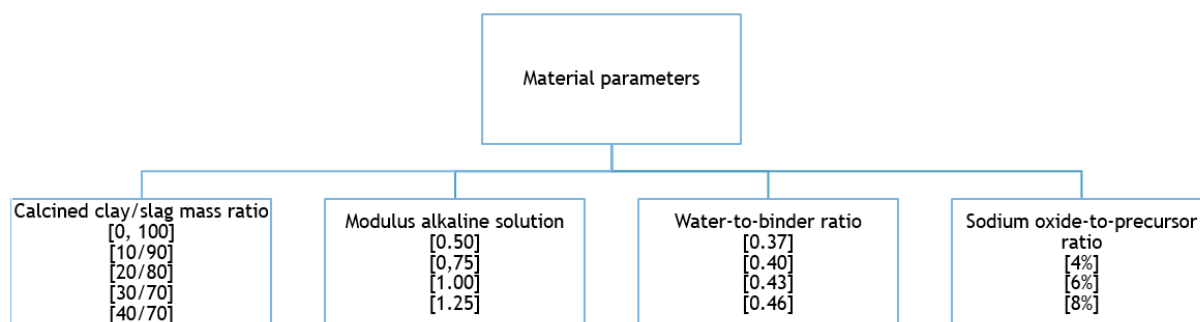 Material parameters
Calcined clay/slag mass ratio
[0, 100]
[10/90]
[20/80]
[30/70]
[40/70]
Modulus alkaline solution
[0.50]
[0,75]
[1.00]
[1.25]
Water-to-binder ratio
[0.37]
[0.40]
[0.43]
[0.46]
Sodium oxide-to-precursor
ratio
[4%]
[6%]
[8%]